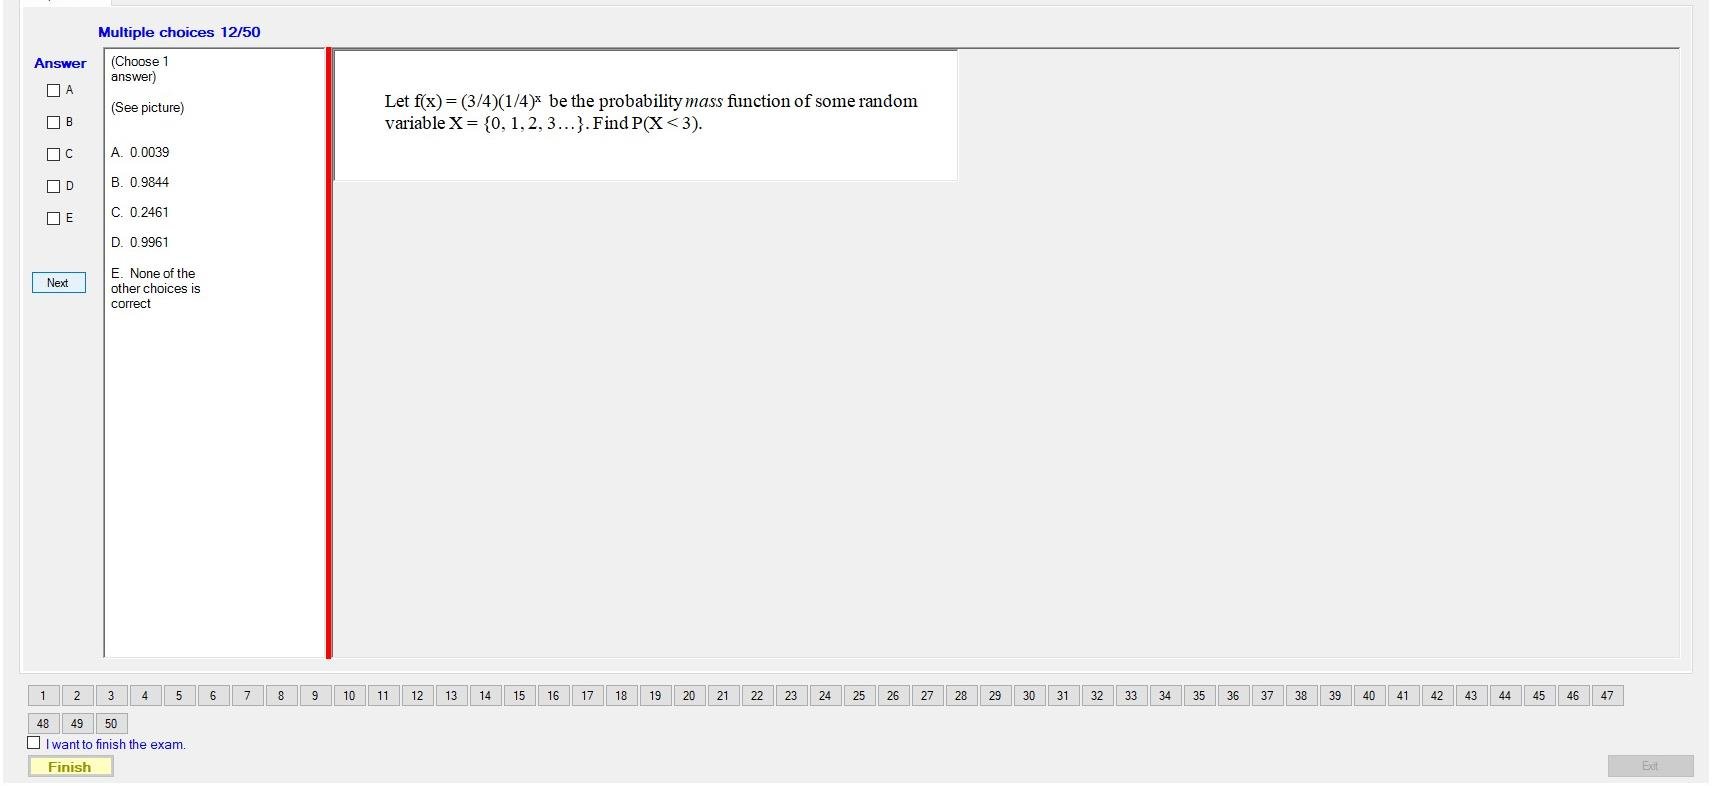 Multiple choices 12/50
Answer
A
B
C
D
E
Next
(Choose 1
answer)
(See picture)
A. 0.0039
B. 0.9844
C. 0.2461
D. 0.9961
E. None of the
other choices is
correct
Let f(x) = (3/4)(1/4)ˣ be the probability mass function of some random
variable X = {0, 1, 2, 3…}. Find P(X < 3).
1 2 3 4 5 6 7 8 9 10 11 12 13 14 15 16 17 18 19 20 21 22 23 24 25 26 27 28 29 30 31 32 33 34 35 36 37 38 39 40 41 42 43 44 45 46 47
48 49 50
I want to finish the exam.
Finish
Exit